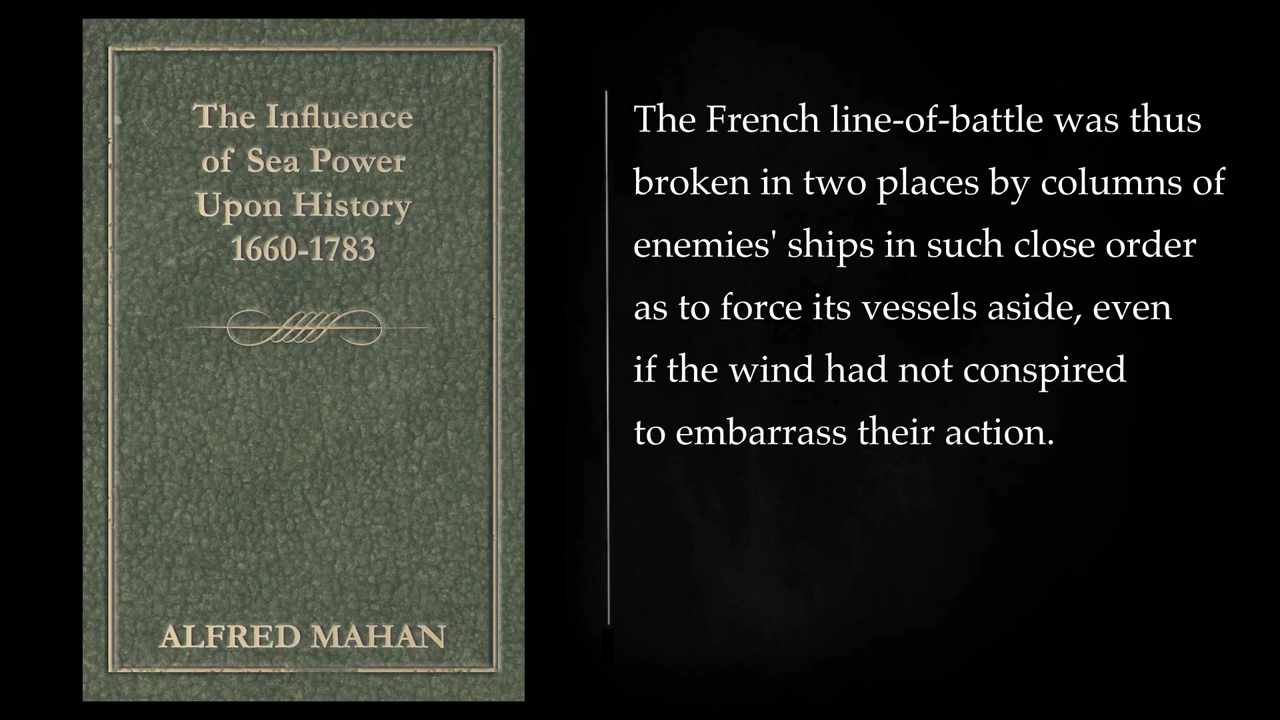 The Influence
of Sea Power
Upon History
1660-1783
ALFRED MAHAN
The French line-of-battle was thus
broken in two places by columns of
enemies' ships in such close order
as to force its vessels aside, even
if the wind had not conspired
to embarrass their action.